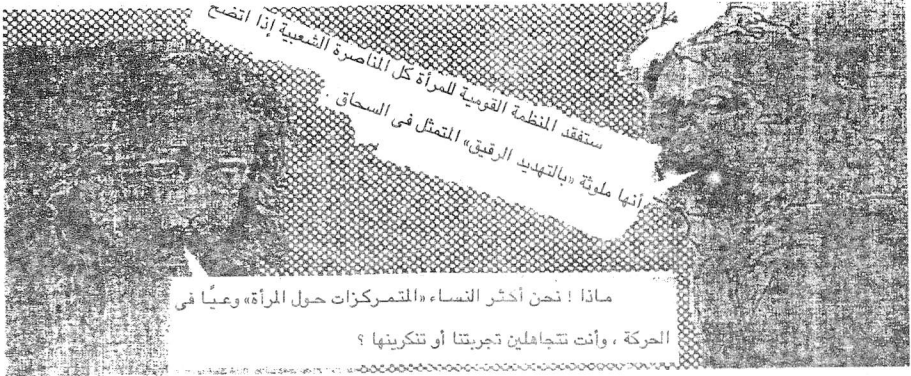 ستفقد المنظمة القومية للمرأة كل المناصرة الشعبية إذا اتضح
أنها ملوثة «بالتهديد الرقيق» المتمثل فى السحاق .
ماذا ! نحن أكثر النساء «المتمركزات حول المرأة» وعيًا فى
الحركة ، وأنت تتجاهلين تجربتنا أو تنكرينها ؟